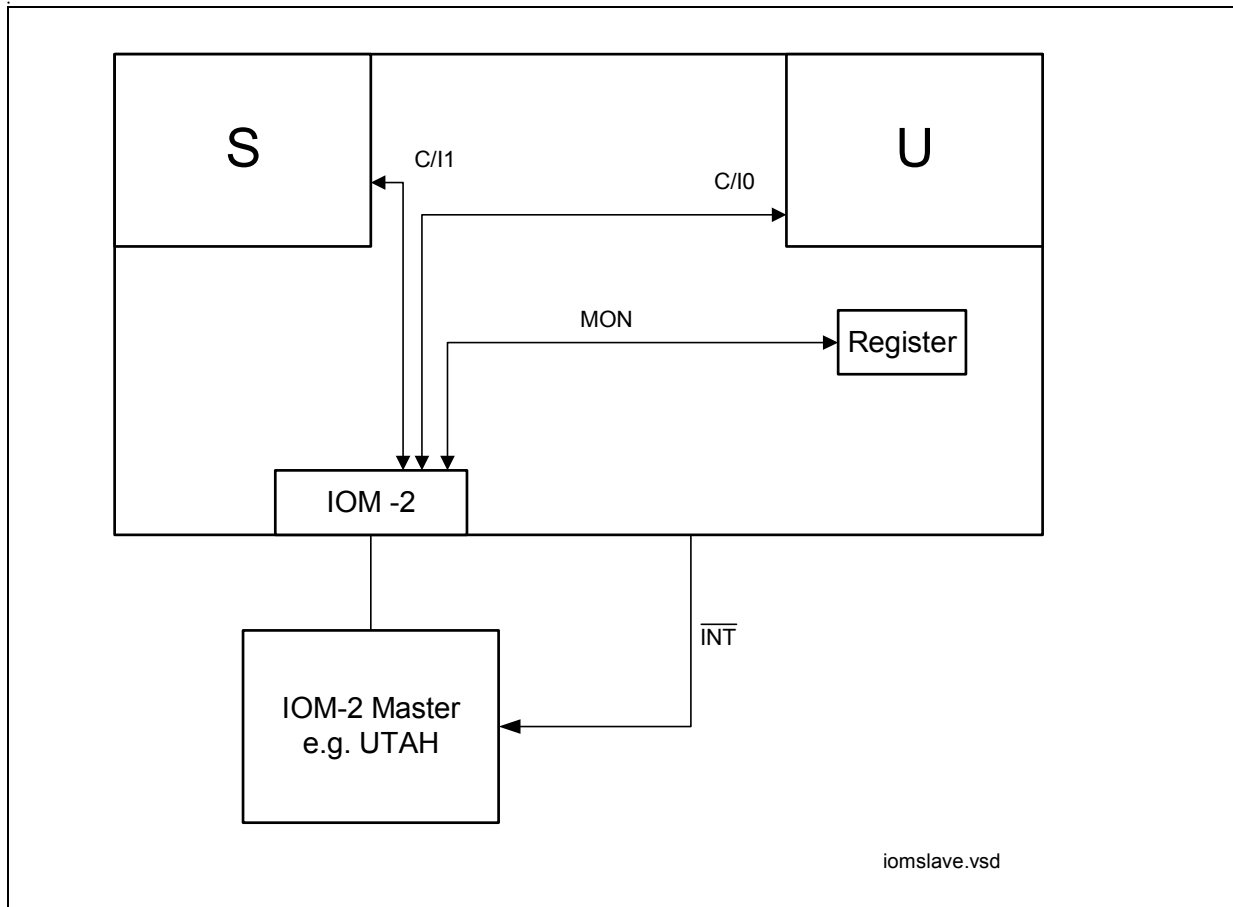 S
U
C/I1
C/I0
MON
Register
IOM -2
INT
IOM-2 Master
e.g. UTAH
iomslave.vsd